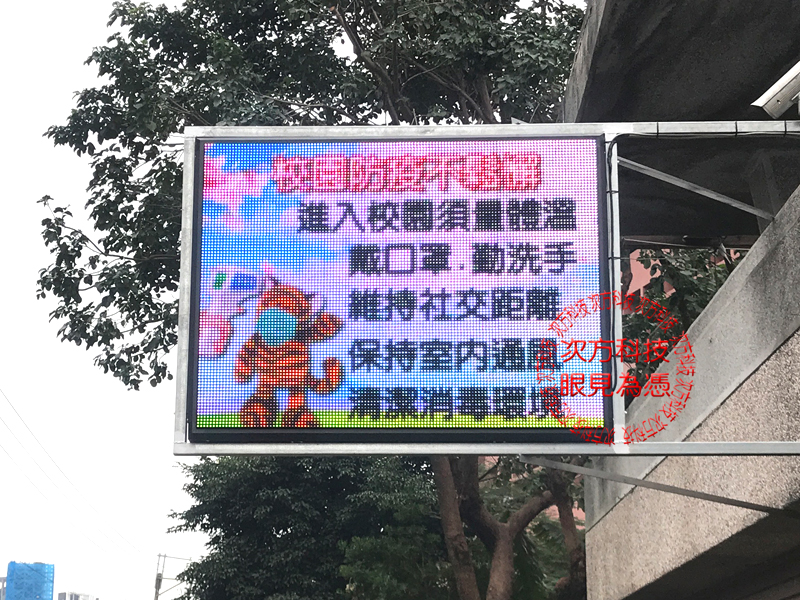 校園防疫不鬆懈
進入校園須量體溫
戴口罩.勤洗手
維持社交距離
保持室內通風
清潔消毒環境
次方科技
眼見為憑